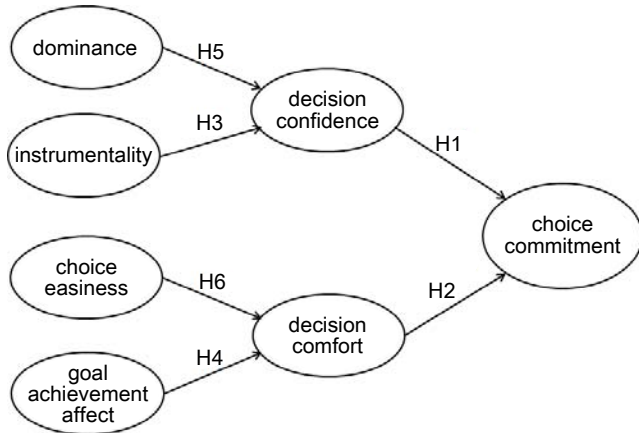 dominance
H5
decision
confidence
H3
instrumentality
H1
choice
commitment
choice
easiness
H6
H2
decision
comfort
H4
goal
achievement
affect